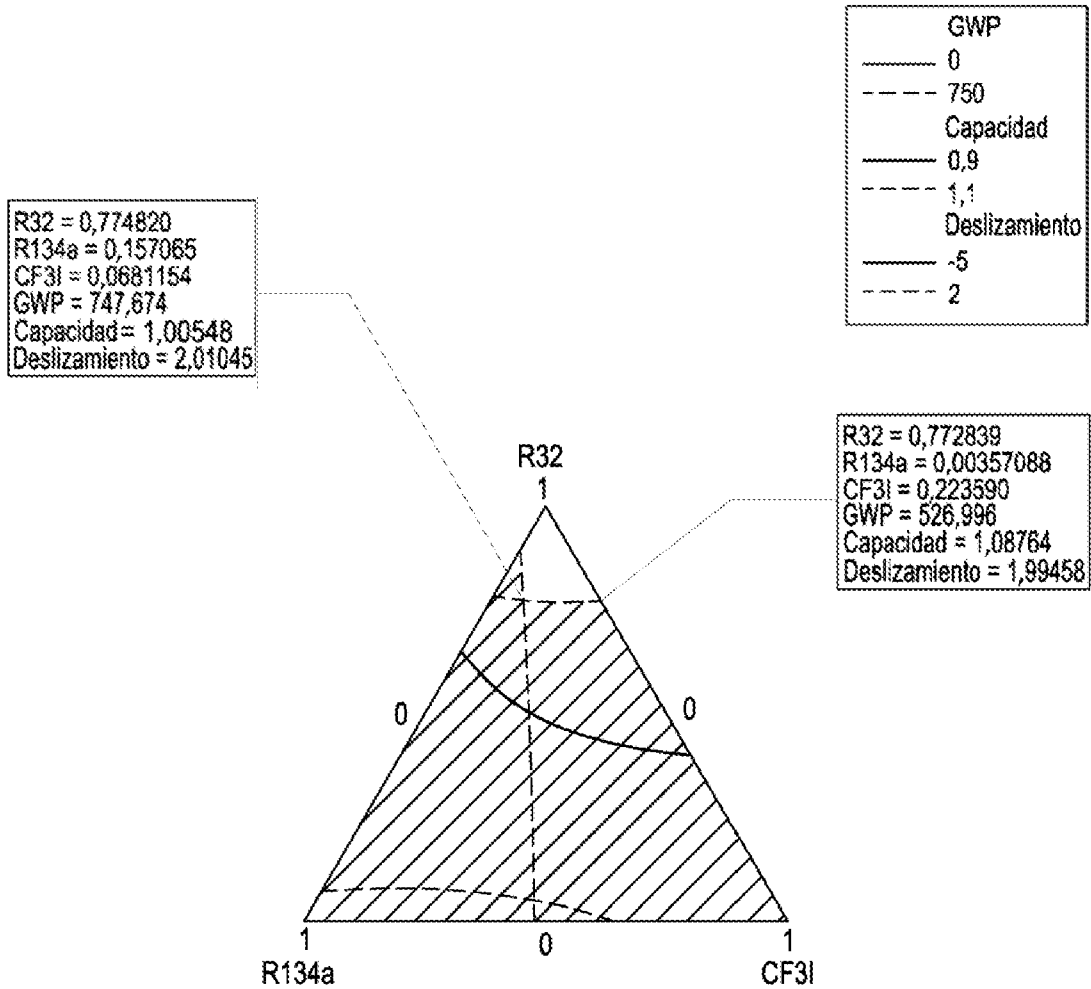 GWP
0
750
Capacidad
0,9
1,1
Deslizamiento
-5
2
R32 = 0,774820
R134a = 0,157065
CF3I = 0,0681154
GWP = 747,674
Capacidad = 1,00548
Deslizamiento = 2,01045
R32 = 0,772839
R134a = 0,00357088
CF3I = 0,223590
GWP = 526,996
Capacidad = 1,08764
Deslizamiento = 1,99458
R32
1
0
0
1
0
1
R134a
CF3I